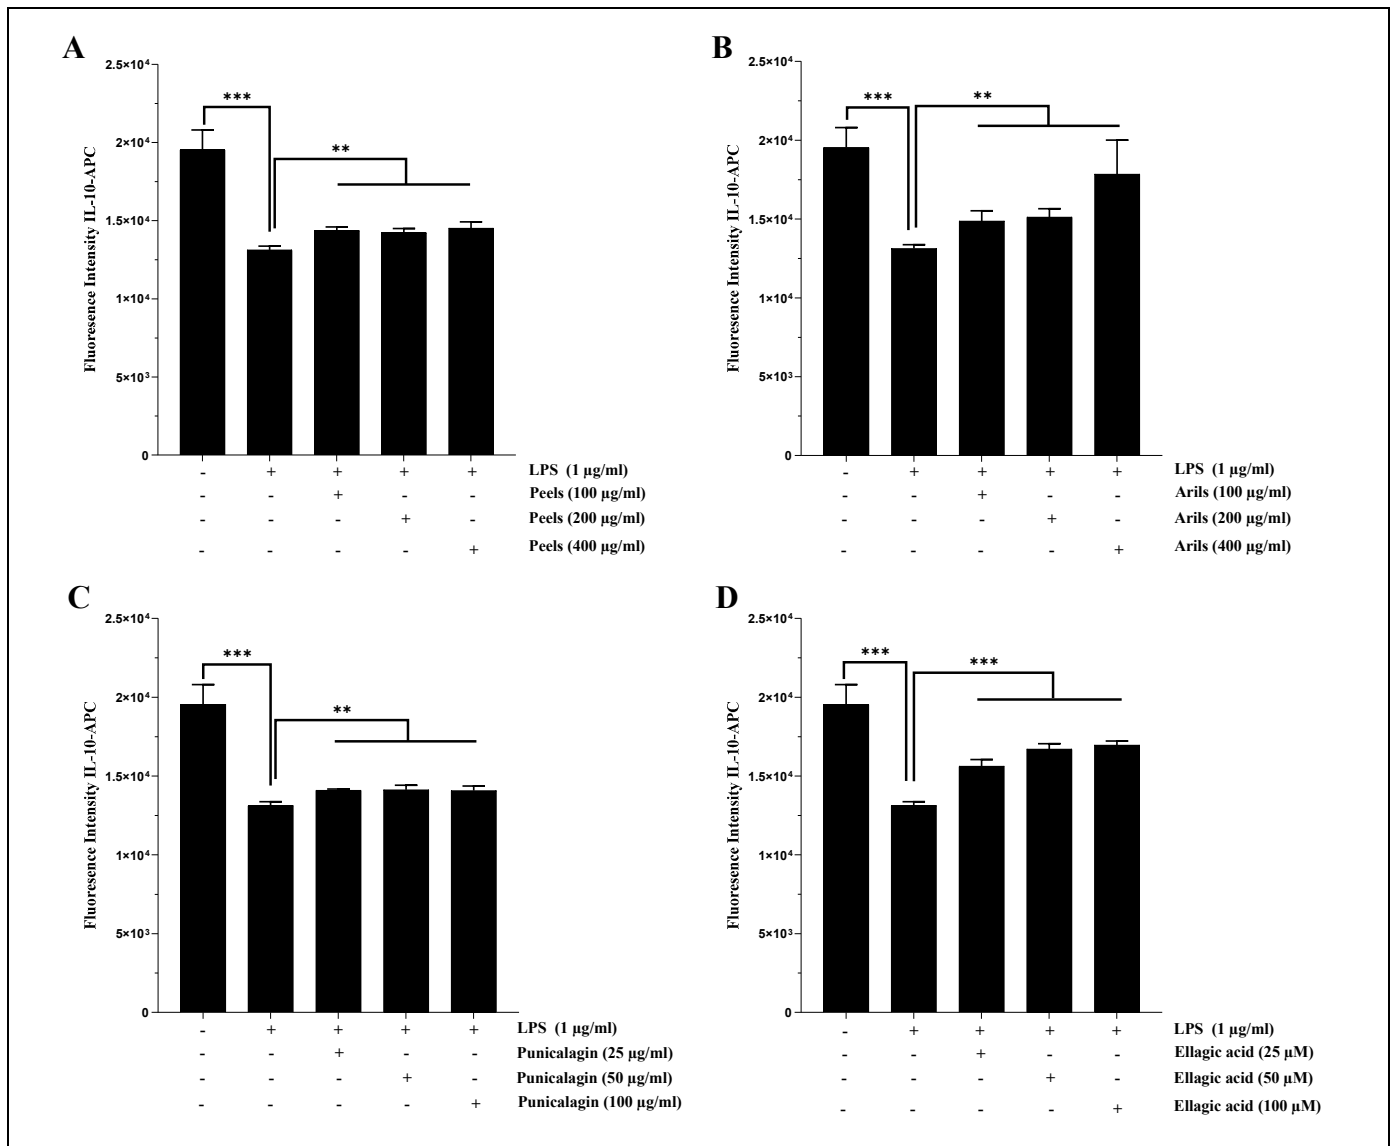 A
Fluoresence Intensity IL-10-APC
2.5×10⁴
2×10⁴
1.5×10⁴
1×10⁴
5×10³
0
***
**
- + + + + LPS (1 µg/ml)
- - + - - Peels (100 µg/ml)
- - - + - Peels (200 µg/ml)
- - - - + Peels (400 µg/ml)
B
Fluoresence Intensity IL-10-APC
2.5×10⁴
2×10⁴
1.5×10⁴
1×10⁴
5×10³
0
***
**
- + + + + LPS (1 µg/ml)
- - + - - Arils (100 µg/ml)
- - - + - Arils (200 µg/ml)
- - - - + Arils (400 µg/ml)
C
Fluoresence Intensity IL-10-APC
2.5×10⁴
2×10⁴
1.5×10⁴
1×10⁴
5×10³
0
***
**
- + + + + LPS (1 µg/ml)
- - + - - Punicalagin (25 µg/ml)
- - - + - Punicalagin (50 µg/ml)
- - - - + Punicalagin (100 µg/ml)
D
Fluoresence Intensity IL-10-APC
2.5×10⁴
2×10⁴
1.5×10⁴
1×10⁴
5×10³
0
***
***
- + + + + LPS (1 µg/ml)
- - + - - Ellagic acid (25 µM)
- - - + - Ellagic acid (50 µM)
- - - - + Ellagic acid (100 µM)